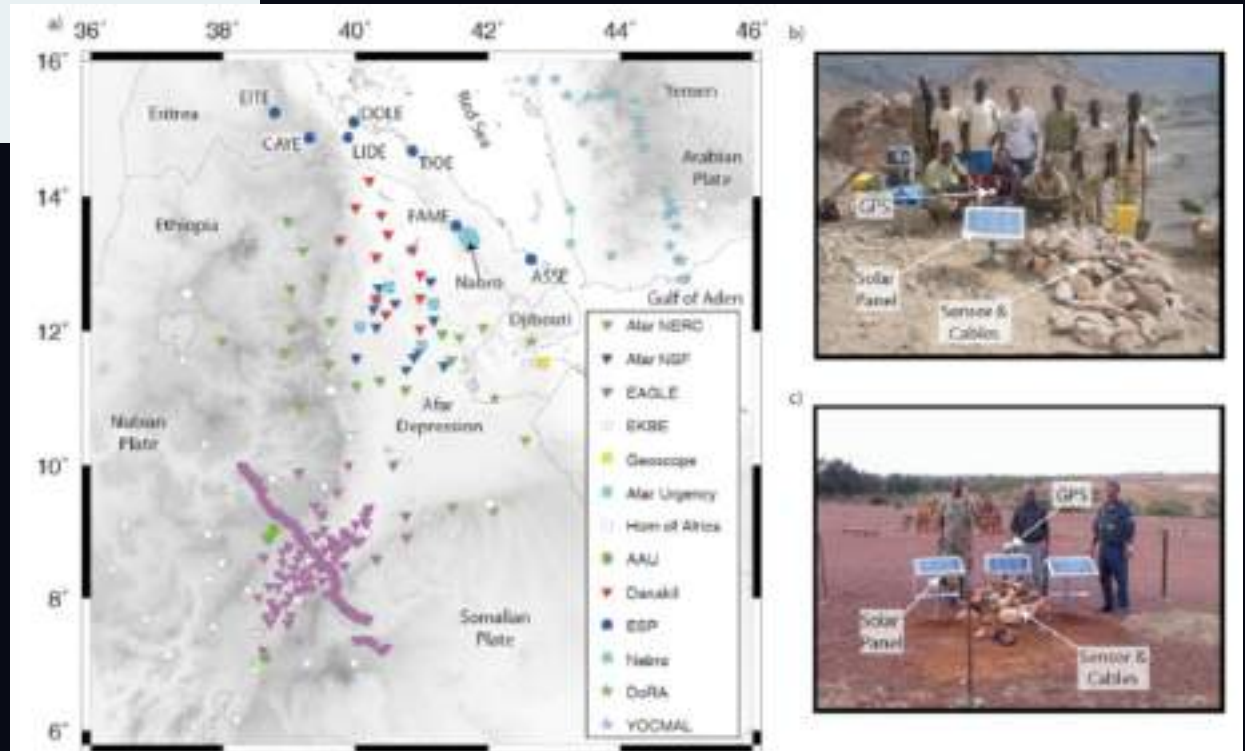 a)
36° 38° 40° 42° 44° 46°
16°
14°
12°
10°
8°
6°
Eritrea
EITE
CAYE
DOLE
LIDE
TIOE
Red Sea
Yemen
Arabian
Plate
Ethiopia
FAME
Nabro
ASSE
Gulf of Aden
Djibouti
Afar
Depression
Nubian
Plate
Somalian
Plate
Afar NERC
Afar NSF
EAGLE
EKBE
Geoscope
Afar Urgency
Horn of Africa
AAU
Danakil
ESP
Nabro
DoRA
YOCMAL
b)
GPS
Solar
Panel
Sensor &
Cables
c)
GPS
Solar
Panel
Sensor &
Cables